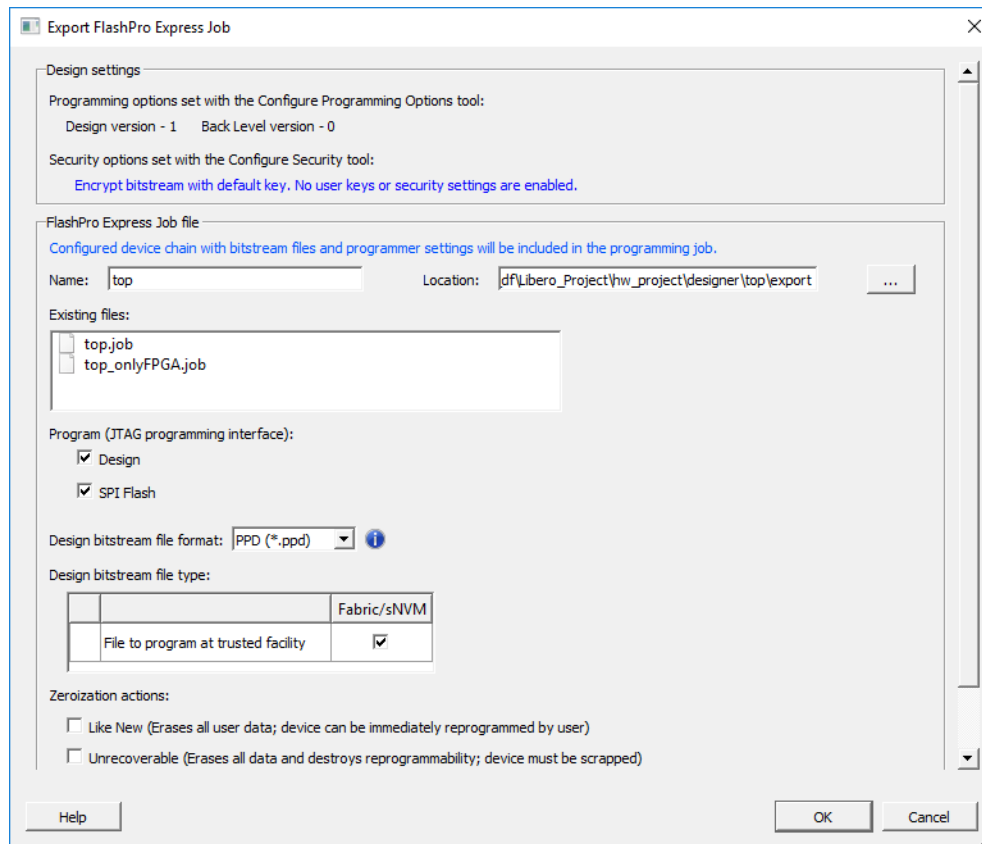 Export FlashPro Express Job
Design settings
Programming options set with the Configure Programming Options tool:
Design version - 1 Back Level version - 0
Security options set with the Configure Security tool:
Encrypt bitstream with default key. No user keys or security settings are enabled.
FlashPro Express Job file
Configured device chain with bitstream files and programmer settings will be included in the programming job.
Name: top Location: df\Libero_Project\hw_project\designer\top\export ...
Existing files:
top.job
top_onlyFPGA.job
Program (JTAG programming interface):
Design
SPI Flash
Design bitstream file format: PPD (*.ppd)
Design bitstream file type:
Fabric/sNVM
File to program at trusted facility
Zeroization actions:
Like New (Erases all user data; device can be immediately reprogrammed by user)
Unrecoverable (Erases all data and destroys reprogrammability; device must be scrapped)
Help OK Cancel